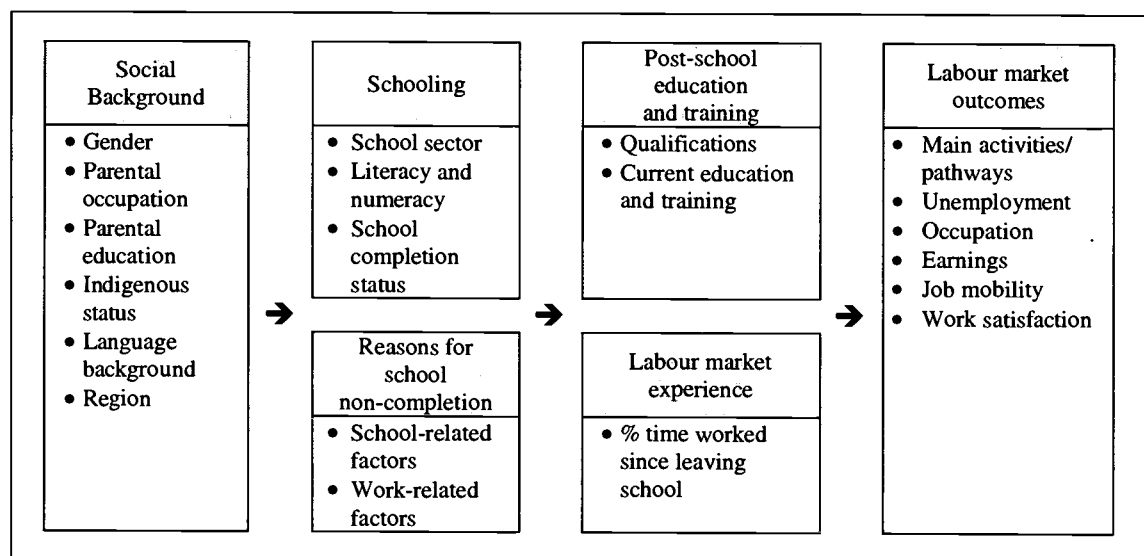 Social
Background
• Gender
• Parental
occupation
• Parental
education
• Indigenous
status
• Language
background
• Region
Schooling
• School sector
• Literacy and
numeracy
• School
completion
status
Reasons for
school
non-completion
• School-related
factors
• Work-related
factors
Post-school
education
and training
• Qualifications
• Current education
and training
Labour market
experience
• % time worked
since leaving
school
Labour market
outcomes
• Main activities/
pathways
• Unemployment
• Occupation
• Earnings
• Job mobility
• Work satisfaction